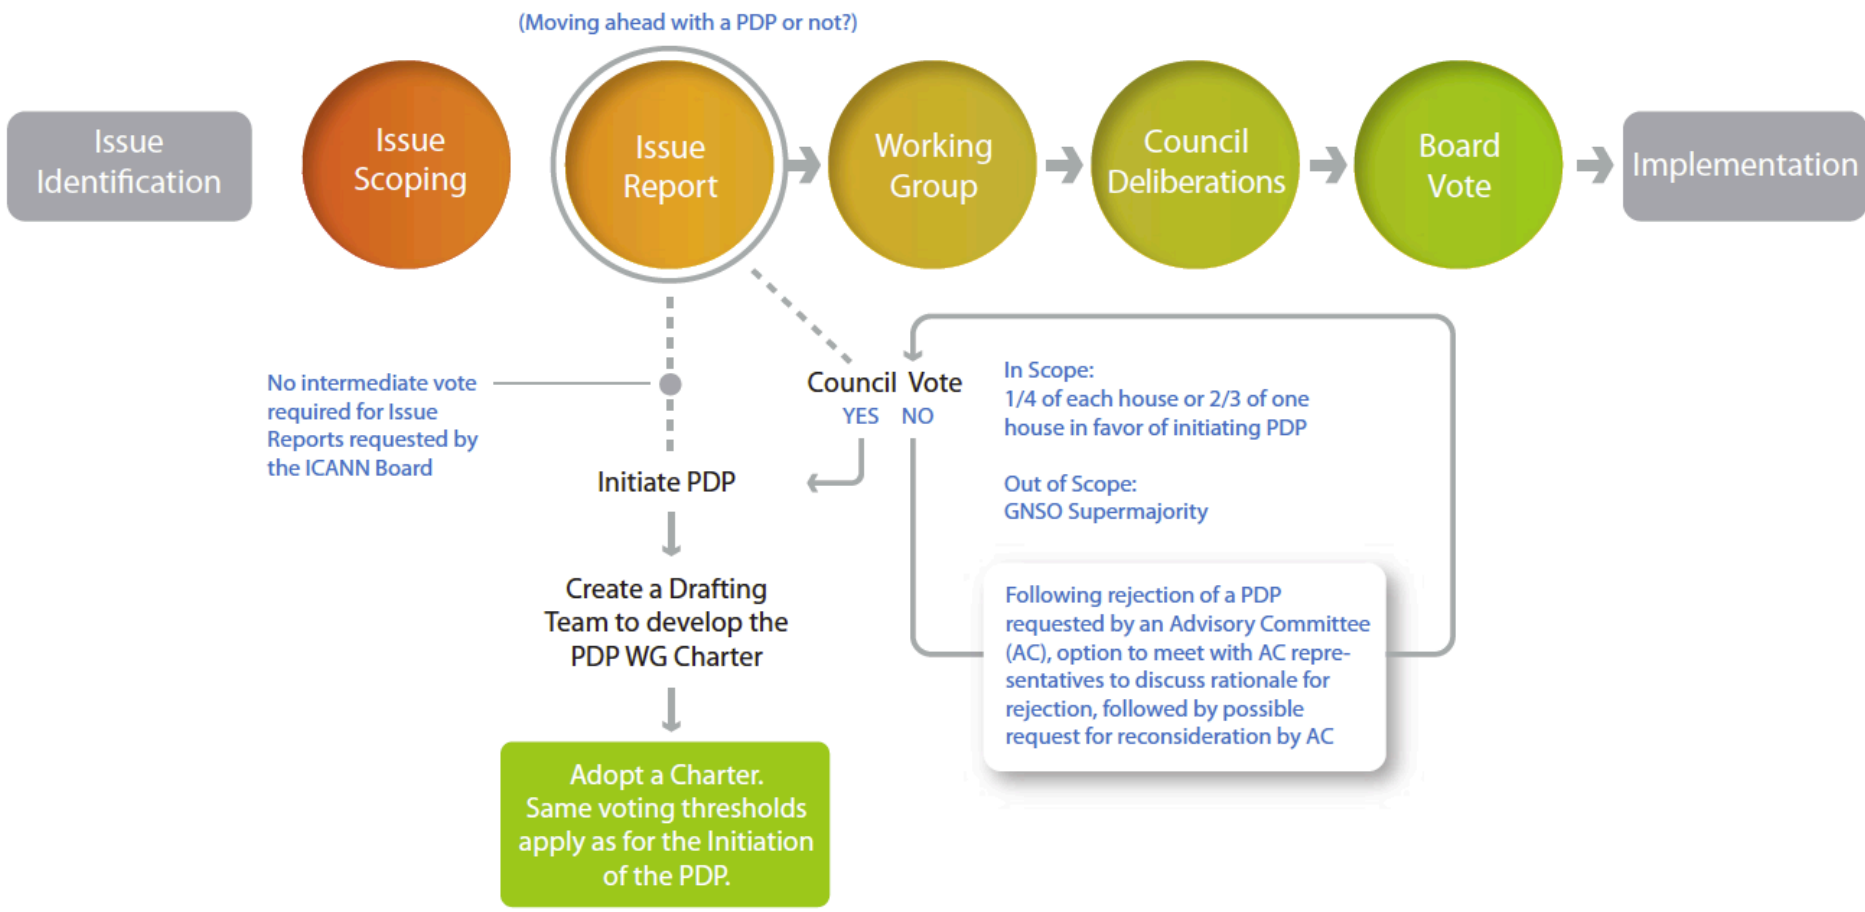 (Moving ahead with a PDP or not?)
Issue
Identification
Issue
Scoping
Issue
Report
Working
Group
Council
Deliberations
Board
Vote
Implementation
No intermediate vote
required for Issue
Reports requested by
the ICANN Board
Council Vote
YES NO
In Scope:
1/4 of each house or 2/3 of one
house in favor of initiating PDP
Out of Scope:
GNSO Supermajority
Initiate PDP
Create a Drafting
Team to develop the
PDP WG Charter
Following rejection of a PDP
requested by an Advisory Committee
(AC), option to meet with AC repre-
sentatives to discuss rationale for
rejection, followed by possible
request for reconsideration by AC
Adopt a Charter.
Same voting thresholds
apply as for the Initiation
of the PDP.